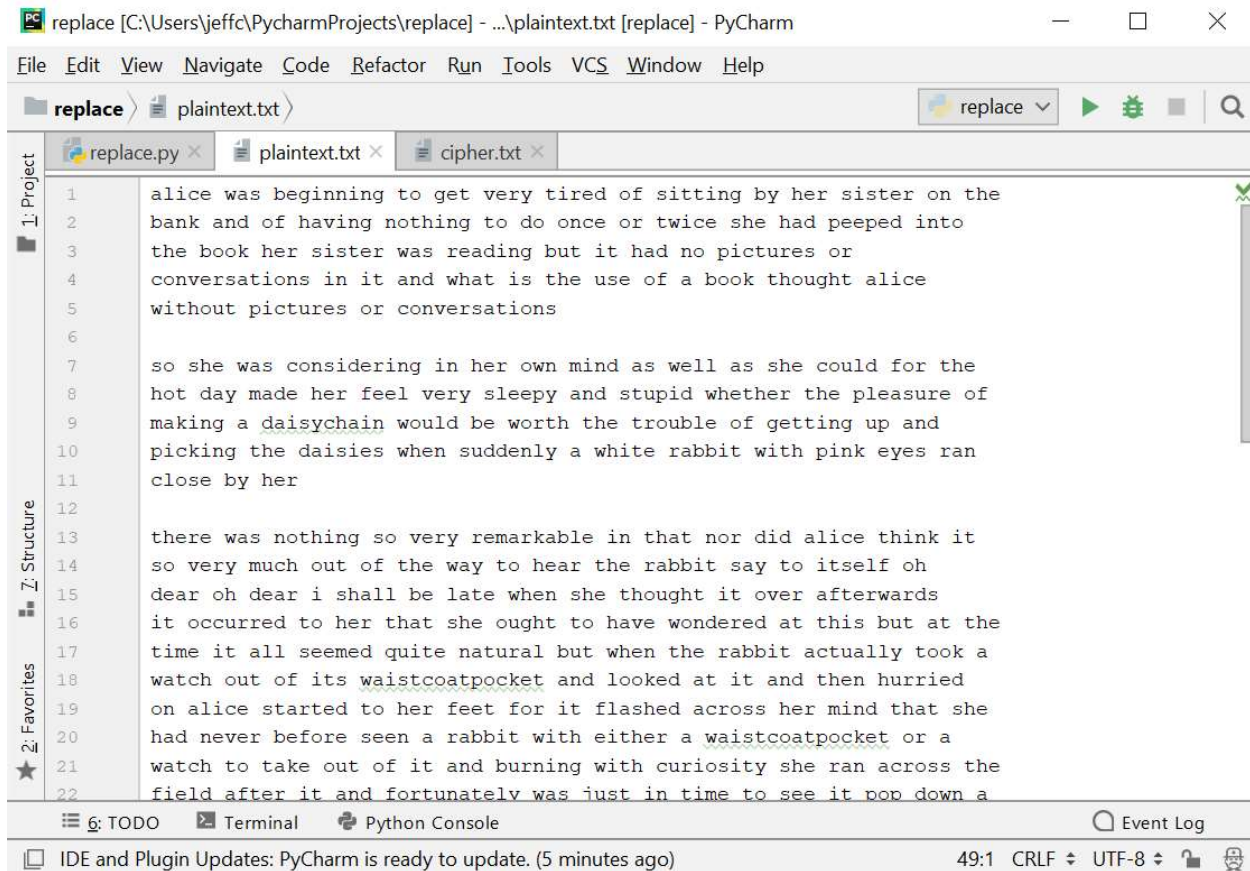 PC replace [C:\Users\jeffc\PycharmProjects\replace] - ...\plaintext.txt [replace] - PyCharm
File Edit View Navigate Code Refactor Run Tools VCS Window Help
replace plaintext.txt replace
replace.py plaintext.txt cipher.txt
1: Project
1 alice was beginning to get very tired of sitting by her sister on the
2 bank and of having nothing to do once or twice she had peeped into
3 the book her sister was reading but it had no pictures or
4 conversations in it and what is the use of a book thought alice
5 without pictures or conversations
6
7 so she was considering in her own mind as well as she could for the
8 hot day made her feel very sleepy and stupid whether the pleasure of
9 making a daisychain would be worth the trouble of getting up and
10 picking the daisies when suddenly a white rabbit with pink eyes ran
11 close by her
12
13 there was nothing so very remarkable in that nor did alice think it
14 so very much out of the way to hear the rabbit say to itself oh
15 dear oh dear i shall be late when she thought it over afterwards
16 it occurred to her that she ought to have wondered at this but at the
17 time it all seemed quite natural but when the rabbit actually took a
18 watch out of its waistcoatpocket and looked at it and then hurried
19 on alice started to her feet for it flashed across her mind that she
20 had never before seen a rabbit with either a waistcoatpocket or a
21 watch to take out of it and burning with curiosity she ran across the
22 field after it and fortunately was just in time to see it pop down a
7: Structure
2: Favorites
6: TODO Terminal Python Console Event Log
IDE and Plugin Updates: PyCharm is ready to update. (5 minutes ago) 49:1 CRLF UTF-8